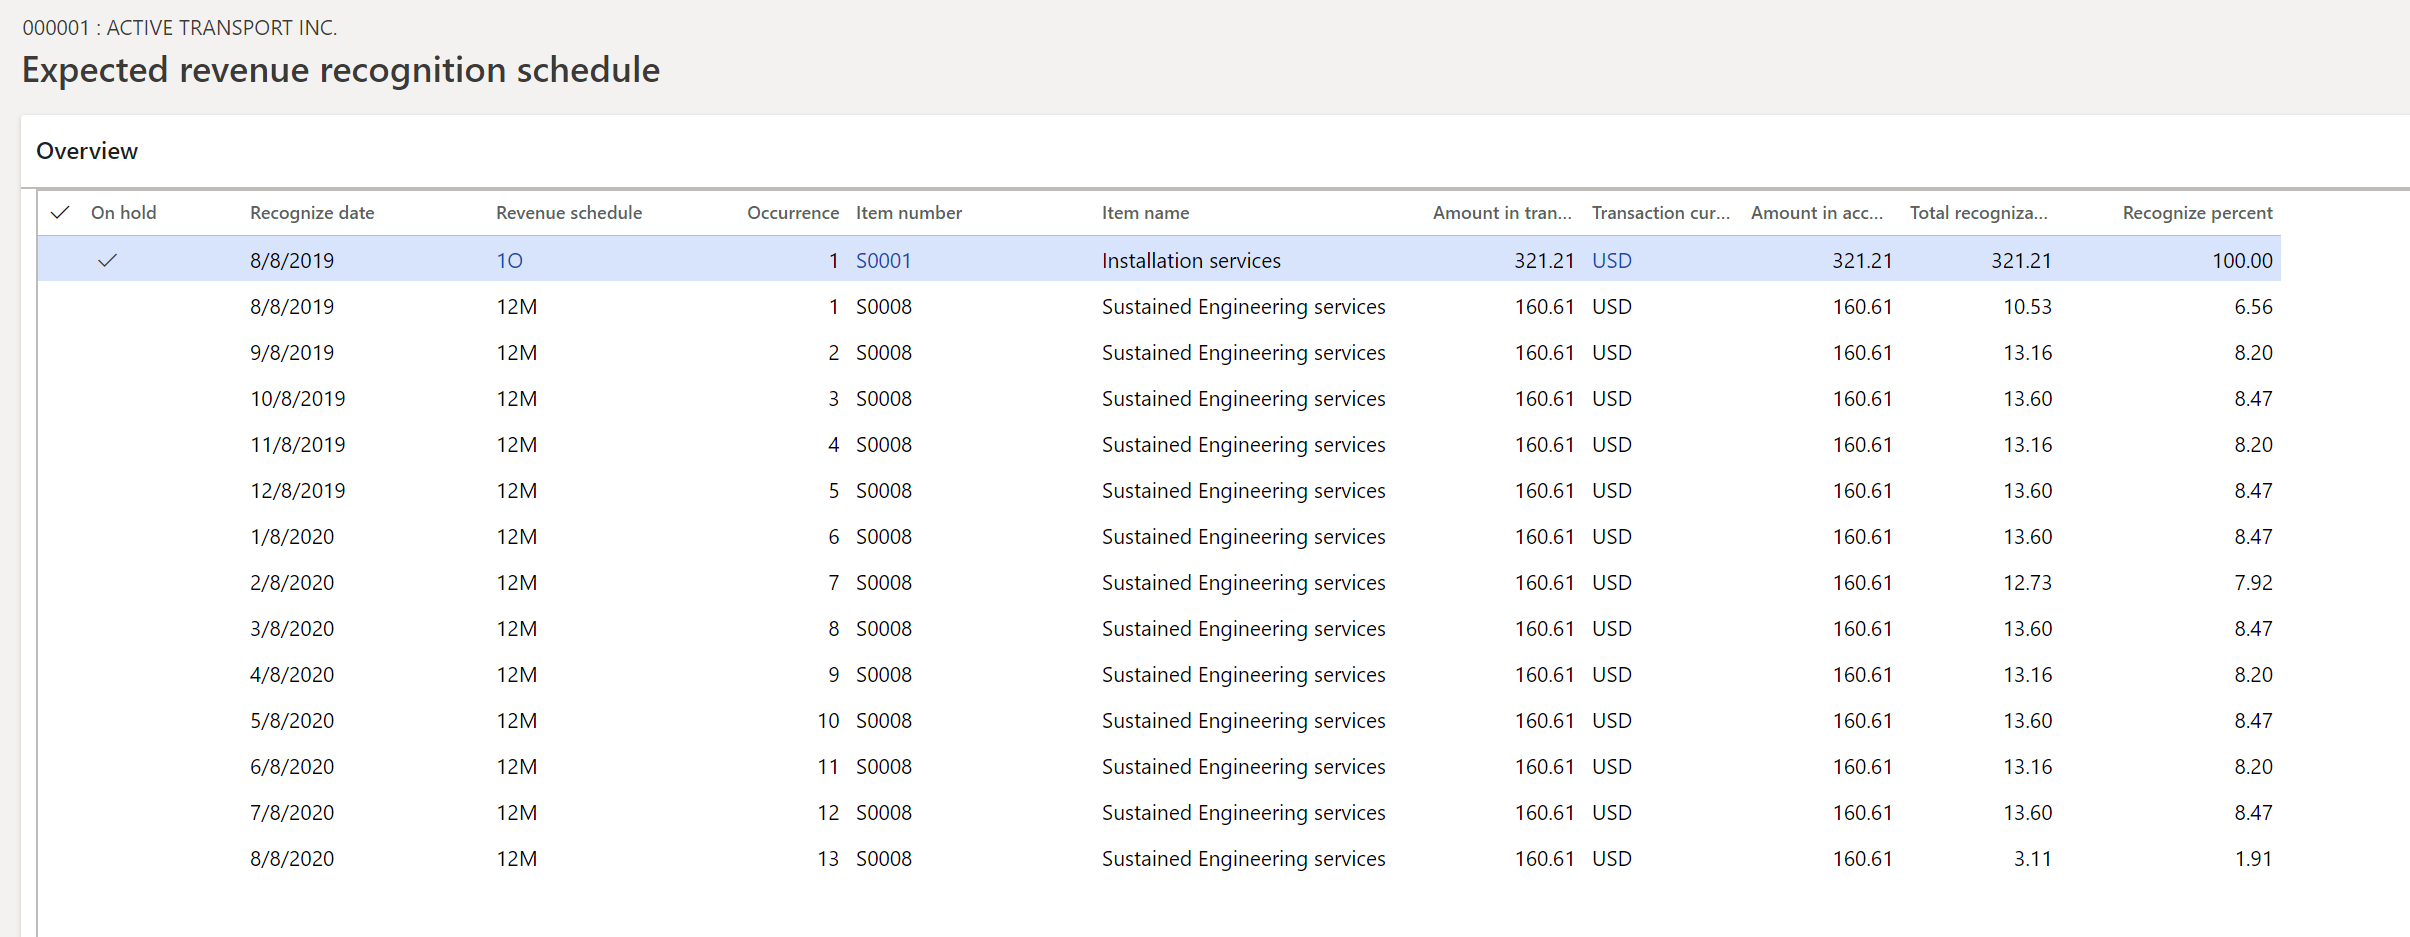 000001 : ACTIVE TRANSPORT INC.
Expected revenue recognition schedule
Overview
On hold Recognize date Revenue schedule Occurrence Item number Item name Amount in tran... Transaction cur... Amount in acc... Total recogniza... Recognize percent
8/8/2019 1O 1 S0001 Installation services 321.21 USD 321.21 321.21 100.00
8/8/2019 12M 1 S0008 Sustained Engineering services 160.61 USD 160.61 10.53 6.56
9/8/2019 12M 2 S0008 Sustained Engineering services 160.61 USD 160.61 13.16 8.20
10/8/2019 12M 3 S0008 Sustained Engineering services 160.61 USD 160.61 13.60 8.47
11/8/2019 12M 4 S0008 Sustained Engineering services 160.61 USD 160.61 13.16 8.20
12/8/2019 12M 5 S0008 Sustained Engineering services 160.61 USD 160.61 13.60 8.47
1/8/2020 12M 6 S0008 Sustained Engineering services 160.61 USD 160.61 13.60 8.47
2/8/2020 12M 7 S0008 Sustained Engineering services 160.61 USD 160.61 12.73 7.92
3/8/2020 12M 8 S0008 Sustained Engineering services 160.61 USD 160.61 13.60 8.47
4/8/2020 12M 9 S0008 Sustained Engineering services 160.61 USD 160.61 13.16 8.20
5/8/2020 12M 10 S0008 Sustained Engineering services 160.61 USD 160.61 13.60 8.47
6/8/2020 12M 11 S0008 Sustained Engineering services 160.61 USD 160.61 13.16 8.20
7/8/2020 12M 12 S0008 Sustained Engineering services 160.61 USD 160.61 13.60 8.47
8/8/2020 12M 13 S0008 Sustained Engineering services 160.61 USD 160.61 3.11 1.91